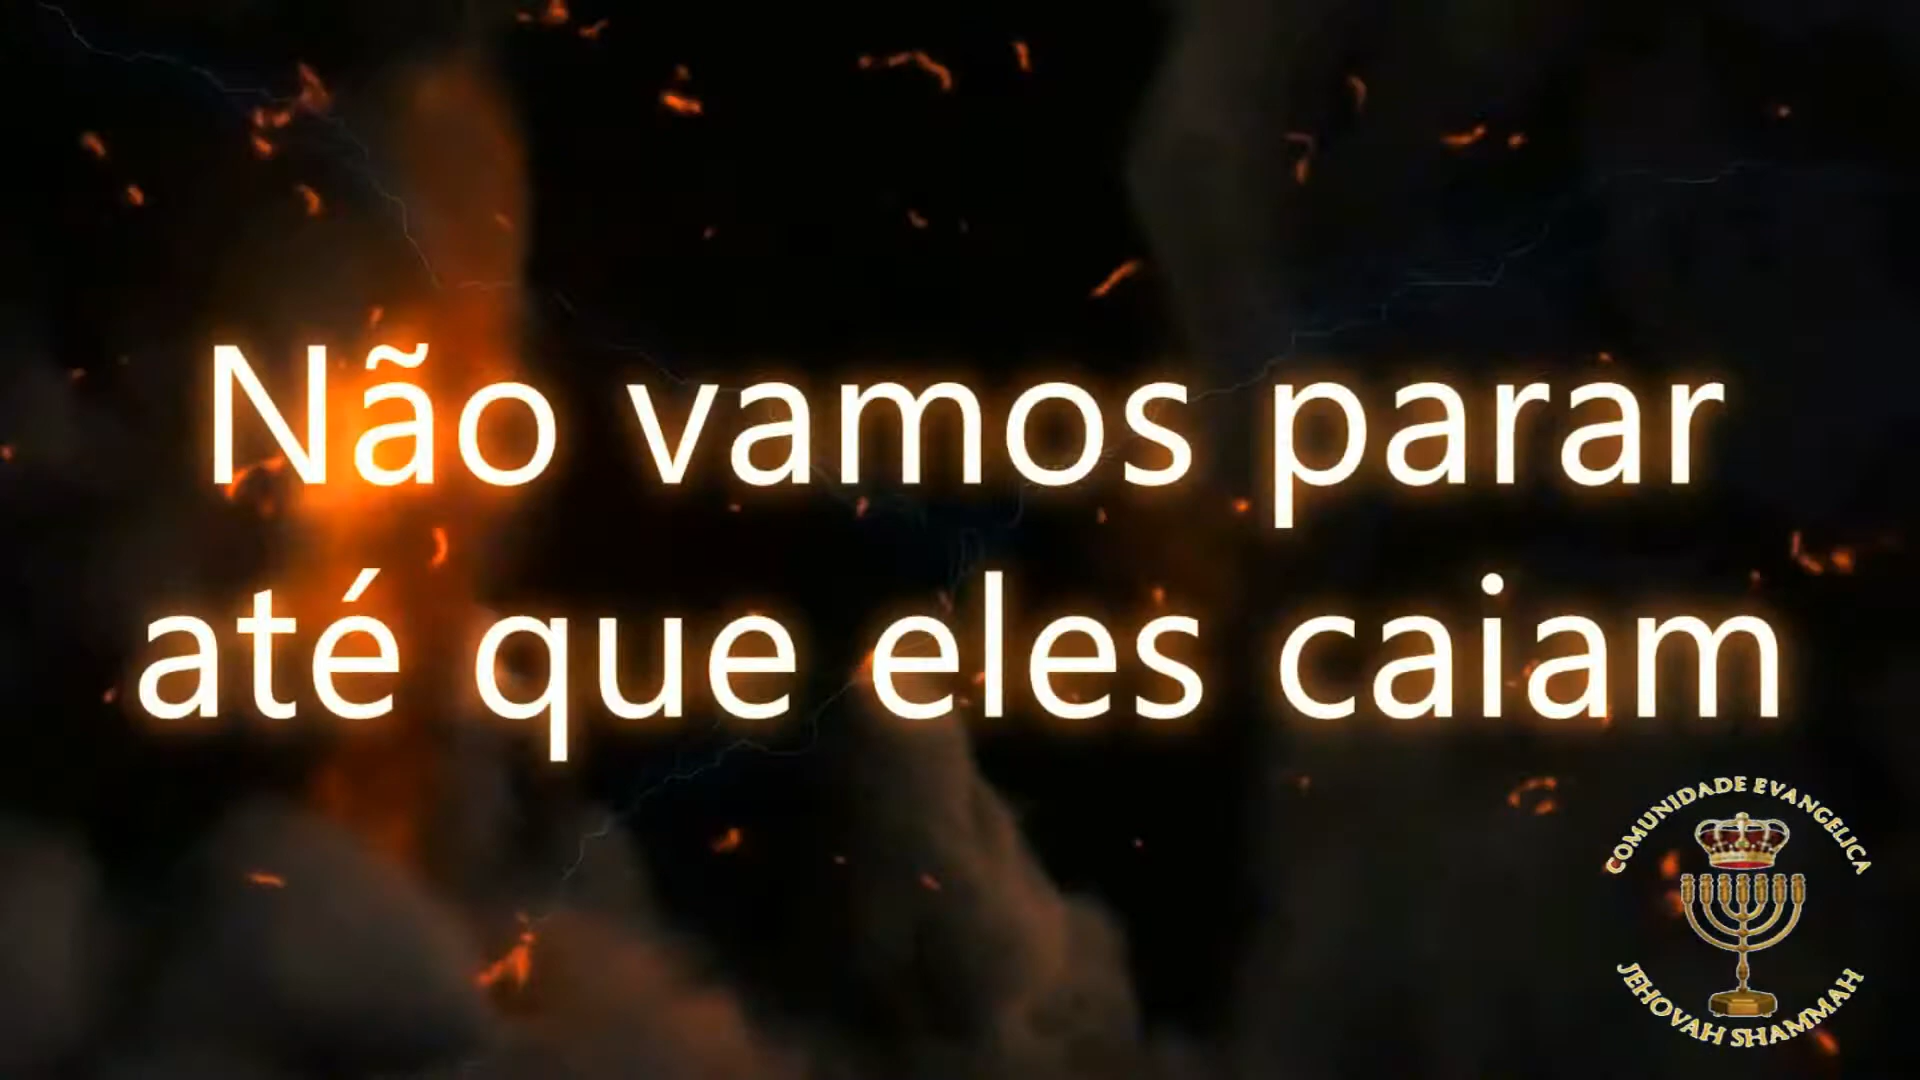 Não vamos parar
até que eles caiam
COMUNIDADE EVANGELICA
JEHOVAH SHAMMAH